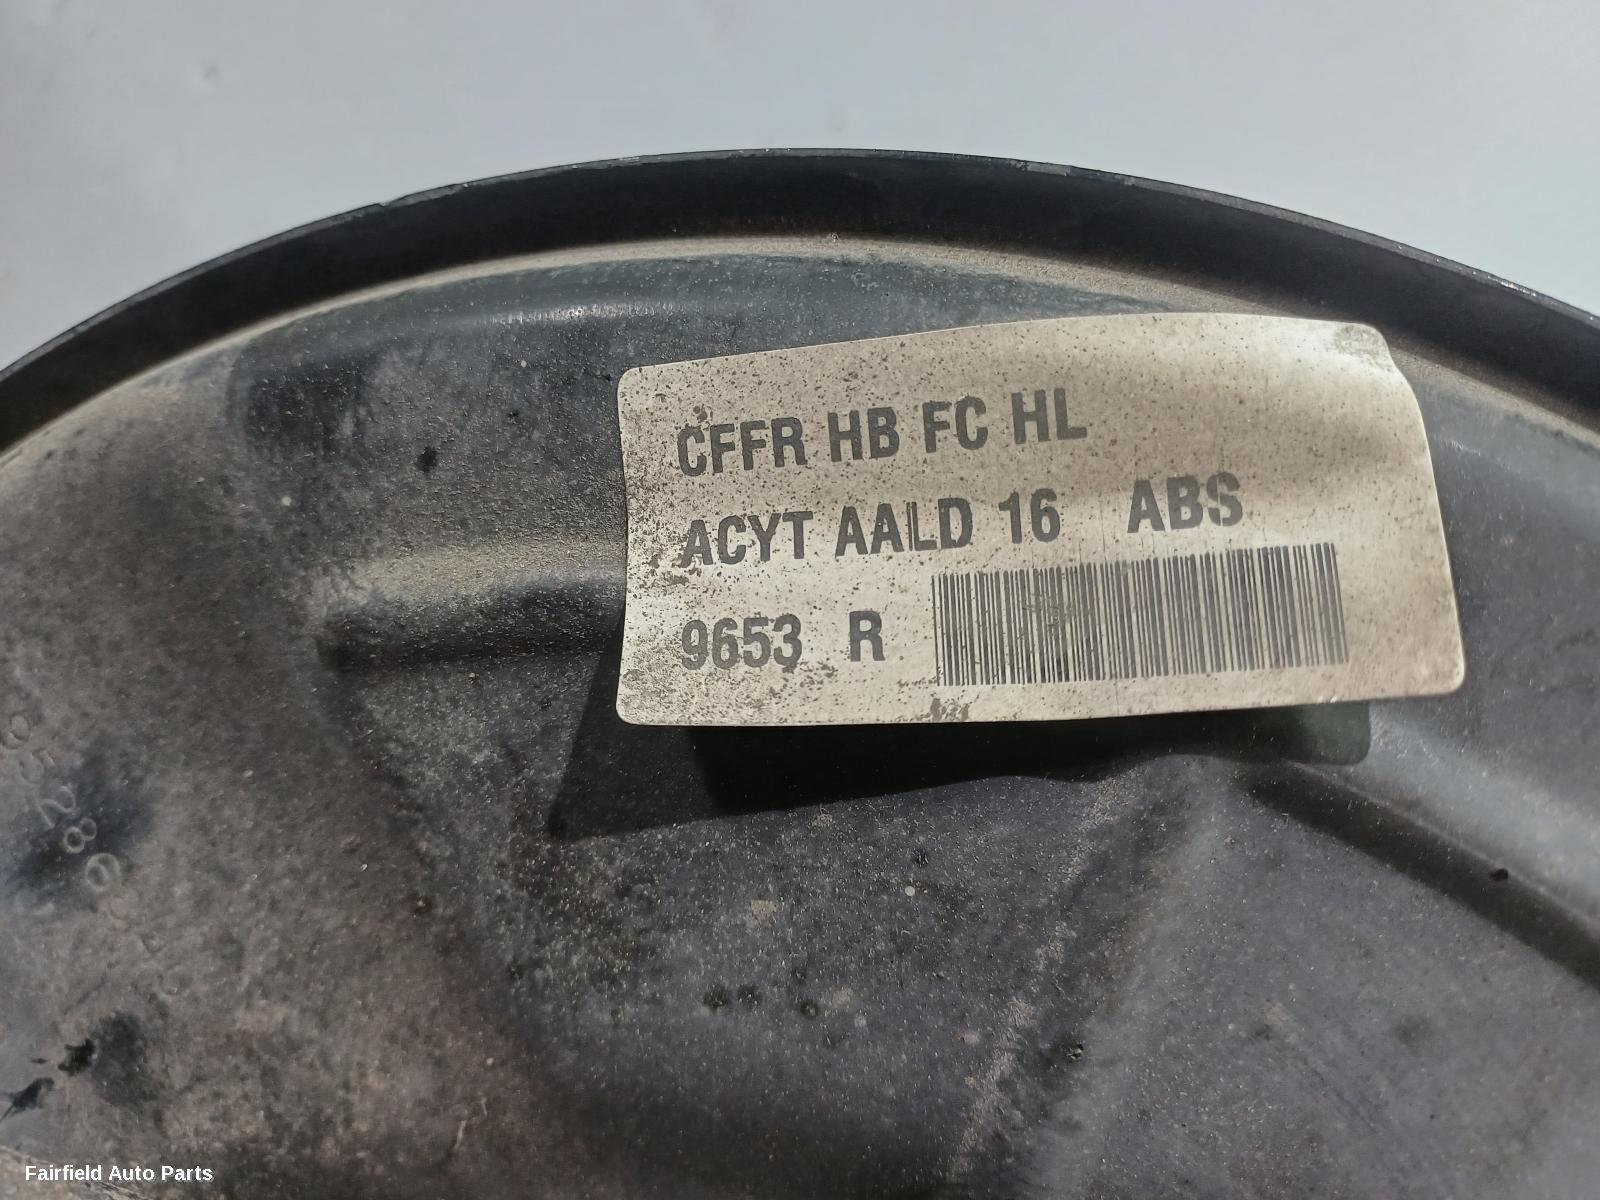 CFFR HB FC HL
ACYT AALD 16 ABS
9653 R
Fairfield Auto Parts